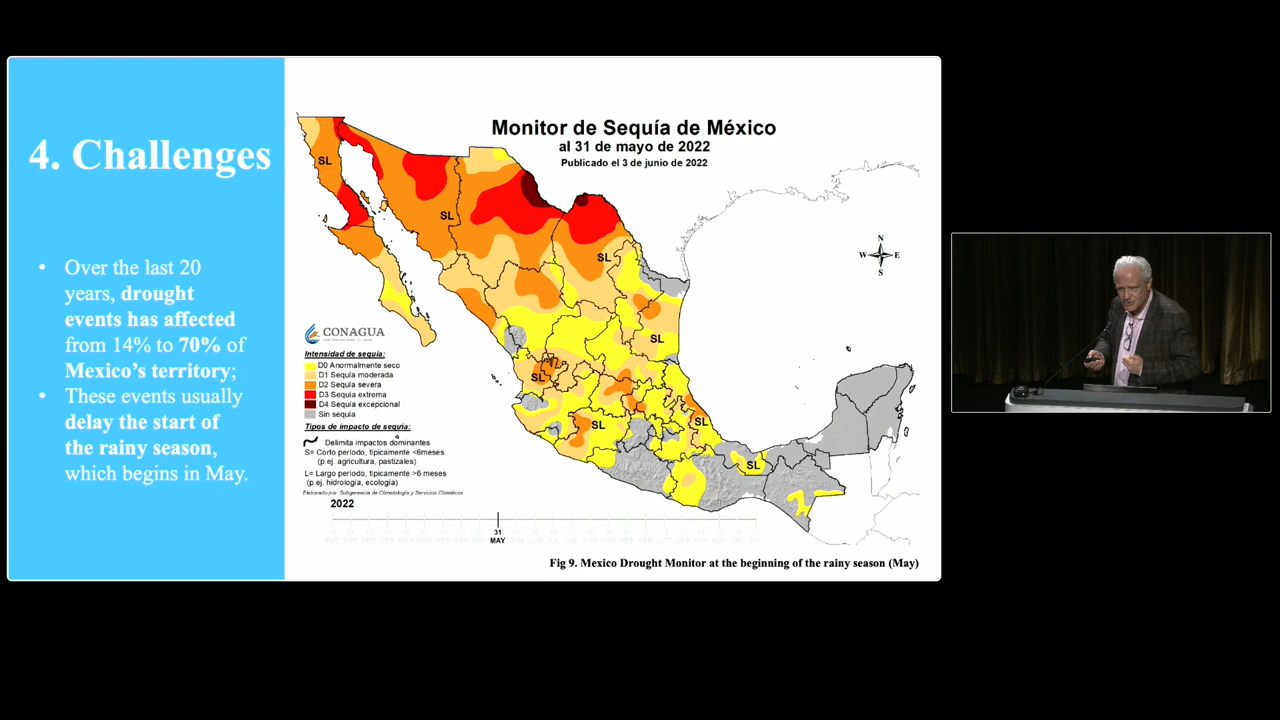 4. Challenges
• Over the last 20
years, drought
events has affected
from 14% to 70% of
Mexico's territory;
• These events usually
delay the start of
the rainy season,
which begins in May.
Monitor de Sequía de México
al 31 de mayo de 2022
Publicado el 3 de junio de 2022
SL
SL
SL
SL
SL
SL
SL
SL
N
W E
S
CONAGUA
Intensidad de sequía:
D0 Anormalmente seco
D1 Sequía moderada
D2 Sequía severa
D3 Sequía extrema
D4 Sequía excepcional
Sin sequía
Tipos de impacto de sequía:
Delimita impactos dominantes
S= Corto período, típicamente <6meses
(p.ej. agricultura, pastizales)
L= Largo período, típicamente >6 meses
(p.ej. hidrología, ecología)
Elaborado por: Subgerencia de Climatología y Servicios Climáticos
2022
31
MAY
Fig 9. Mexico Drought Monitor at the beginning of the rainy season (May)